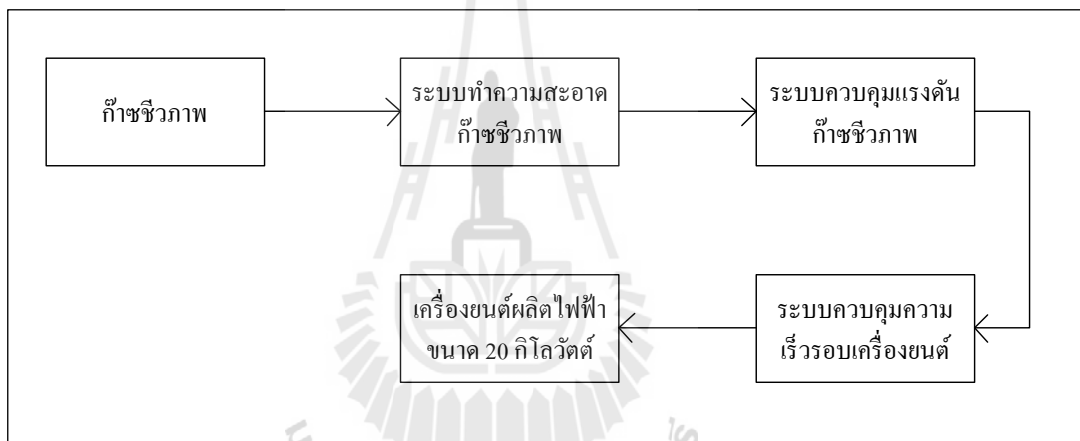 ก๊าซชีวภาพ
ระบบทำความสะอาด
ก๊าซชีวภาพ
ระบบควบคุมแรงดัน
ก๊าซชีวภาพ
ระบบควบคุมความ
เร็วรอบเครื่องยนต์
เครื่องยนต์ผลิตไฟฟ้า
ขนาด 20 กิโลวัตต์